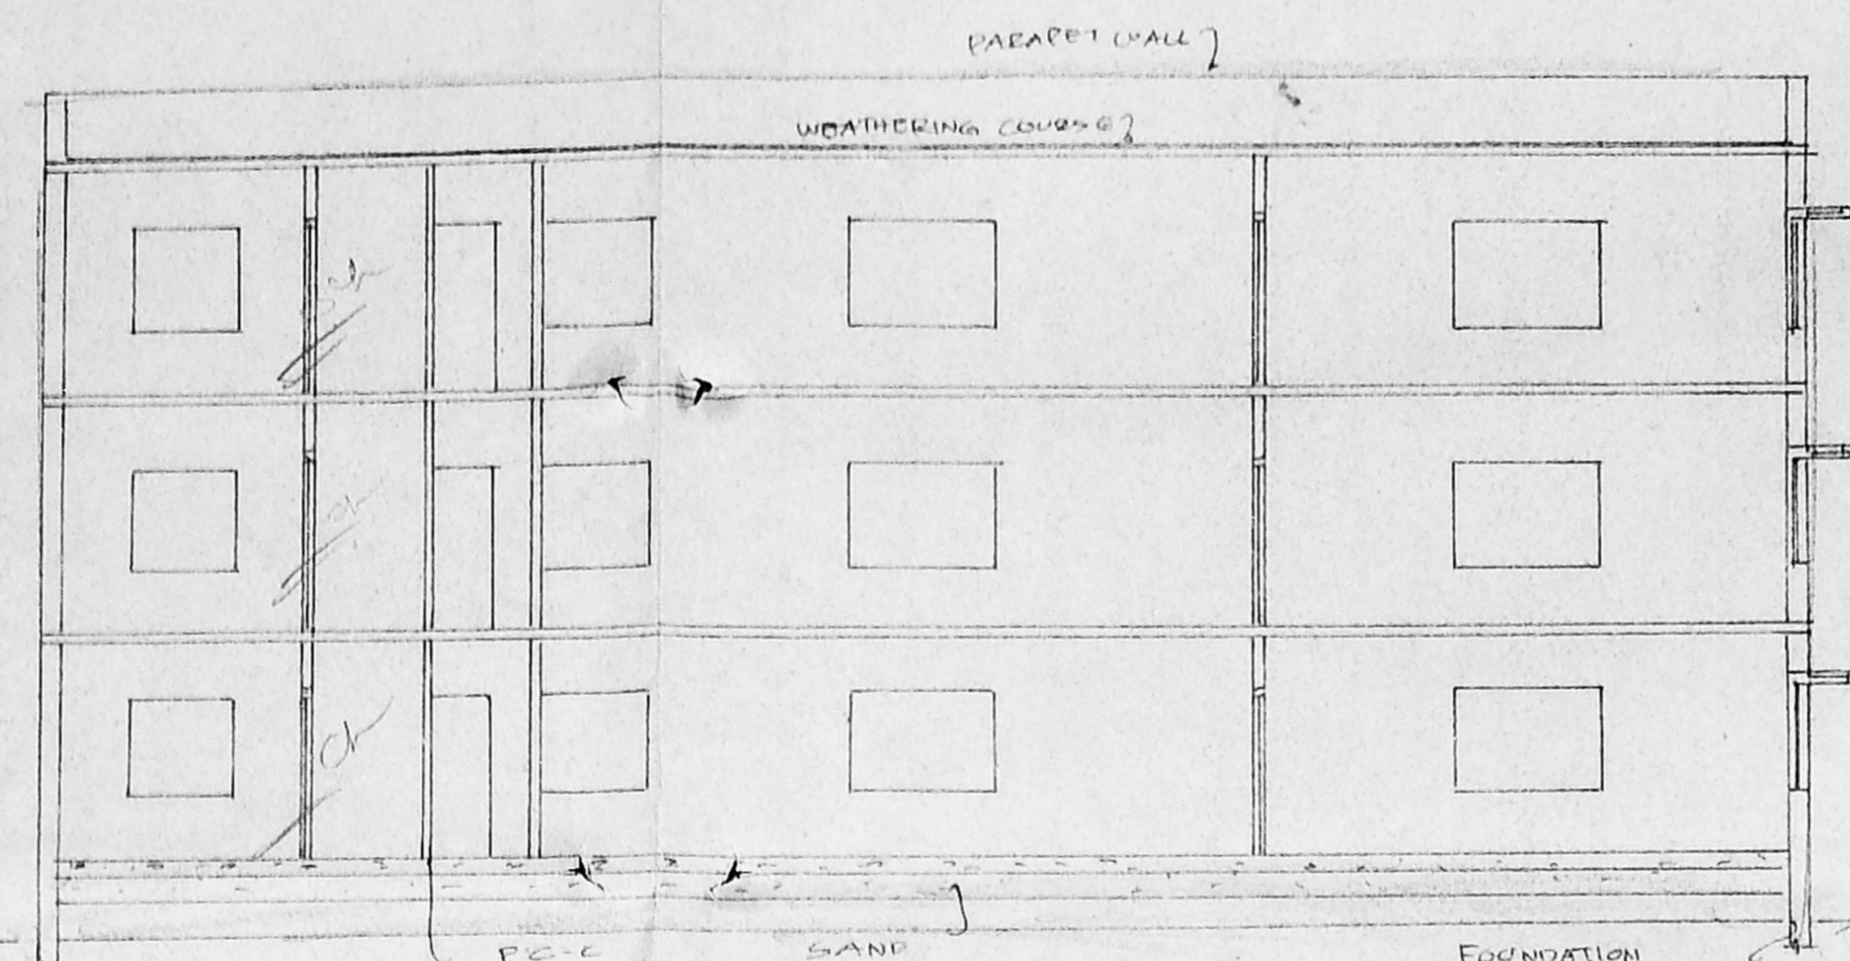 PARAPET WALL
WEATHERING COURSE
P.C.C
SAND
FOUNDATION